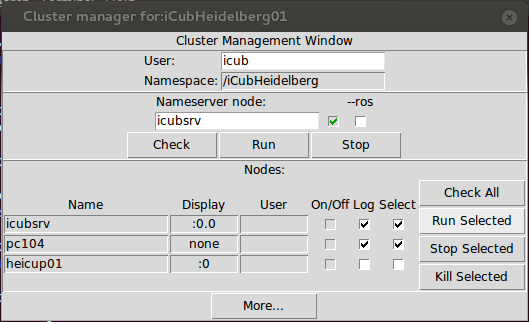 Cluster manager for:iCubHeidelberg01
Cluster Management Window
User: icub
Namespace: /iCubHeidelberg
Nameserver node: --ros
icubsrv
Check Run Stop
Nodes:
Name Display User On/Off Log Select
icubsrv :0.0
pc104 none
heicup01 :0
Check All
Run Selected
Stop Selected
Kill Selected
More...